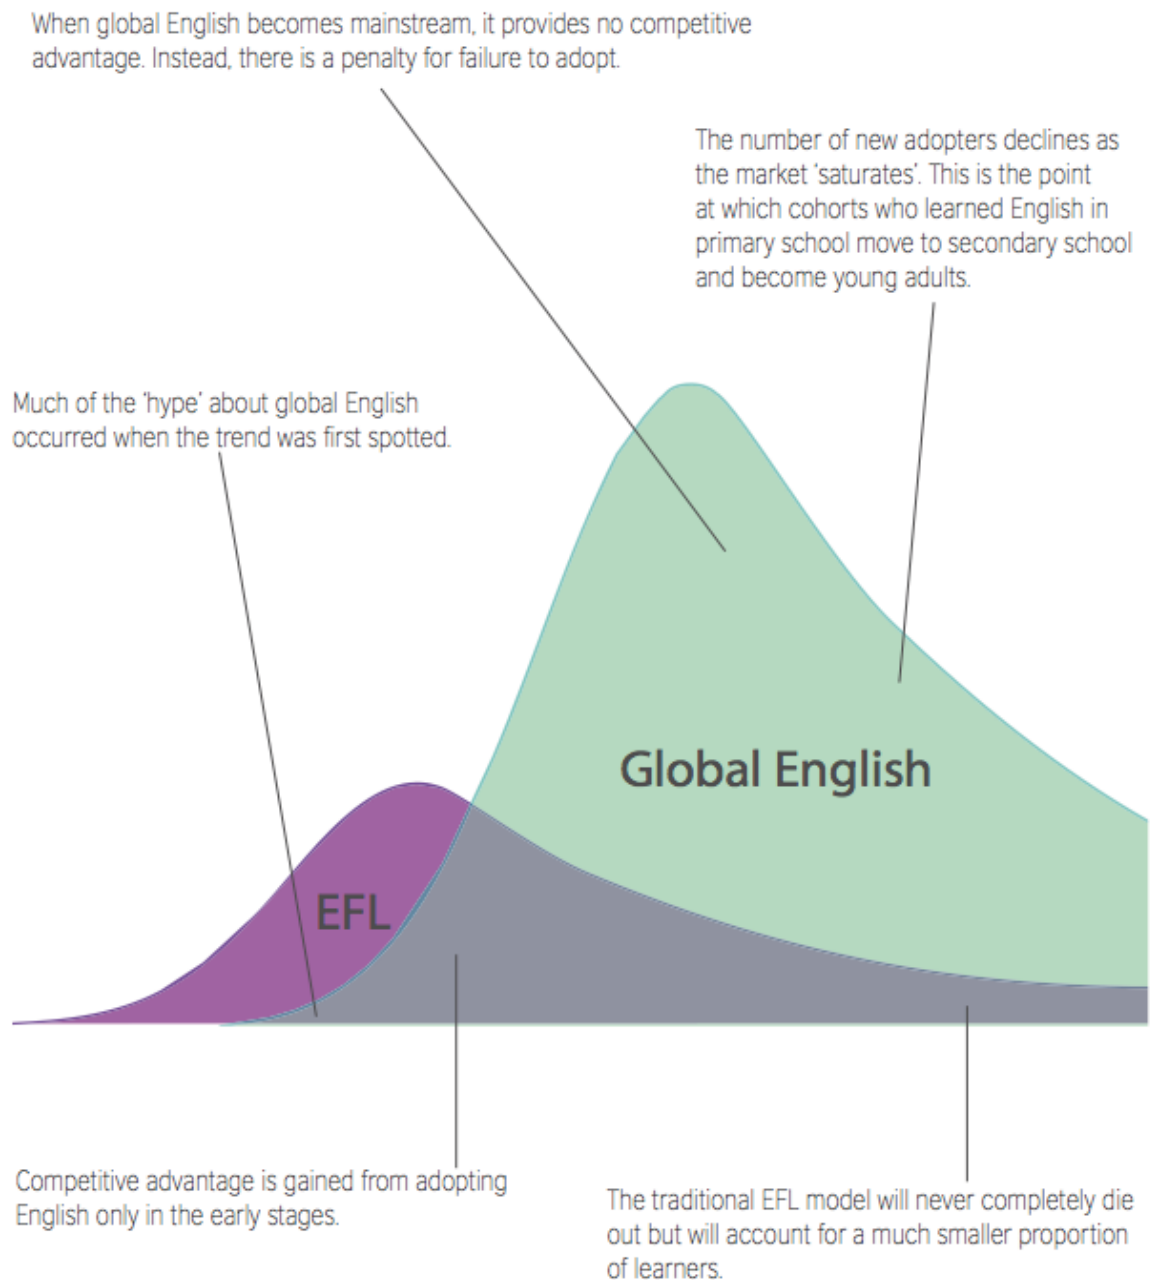 When global English becomes mainstream, it provides no competitive
advantage. Instead, there is a penalty for failure to adopt.
The number of new adopters declines as
the market ‘saturates’. This is the point
at which cohorts who learned English in
primary school move to secondary school
and become young adults.
Much of the ‘hype’ about global English
occurred when the trend was first spotted.
Global English
EFL
Competitive advantage is gained from adopting
English only in the early stages.
The traditional EFL model will never completely die
out but will account for a much smaller proportion
of learners.